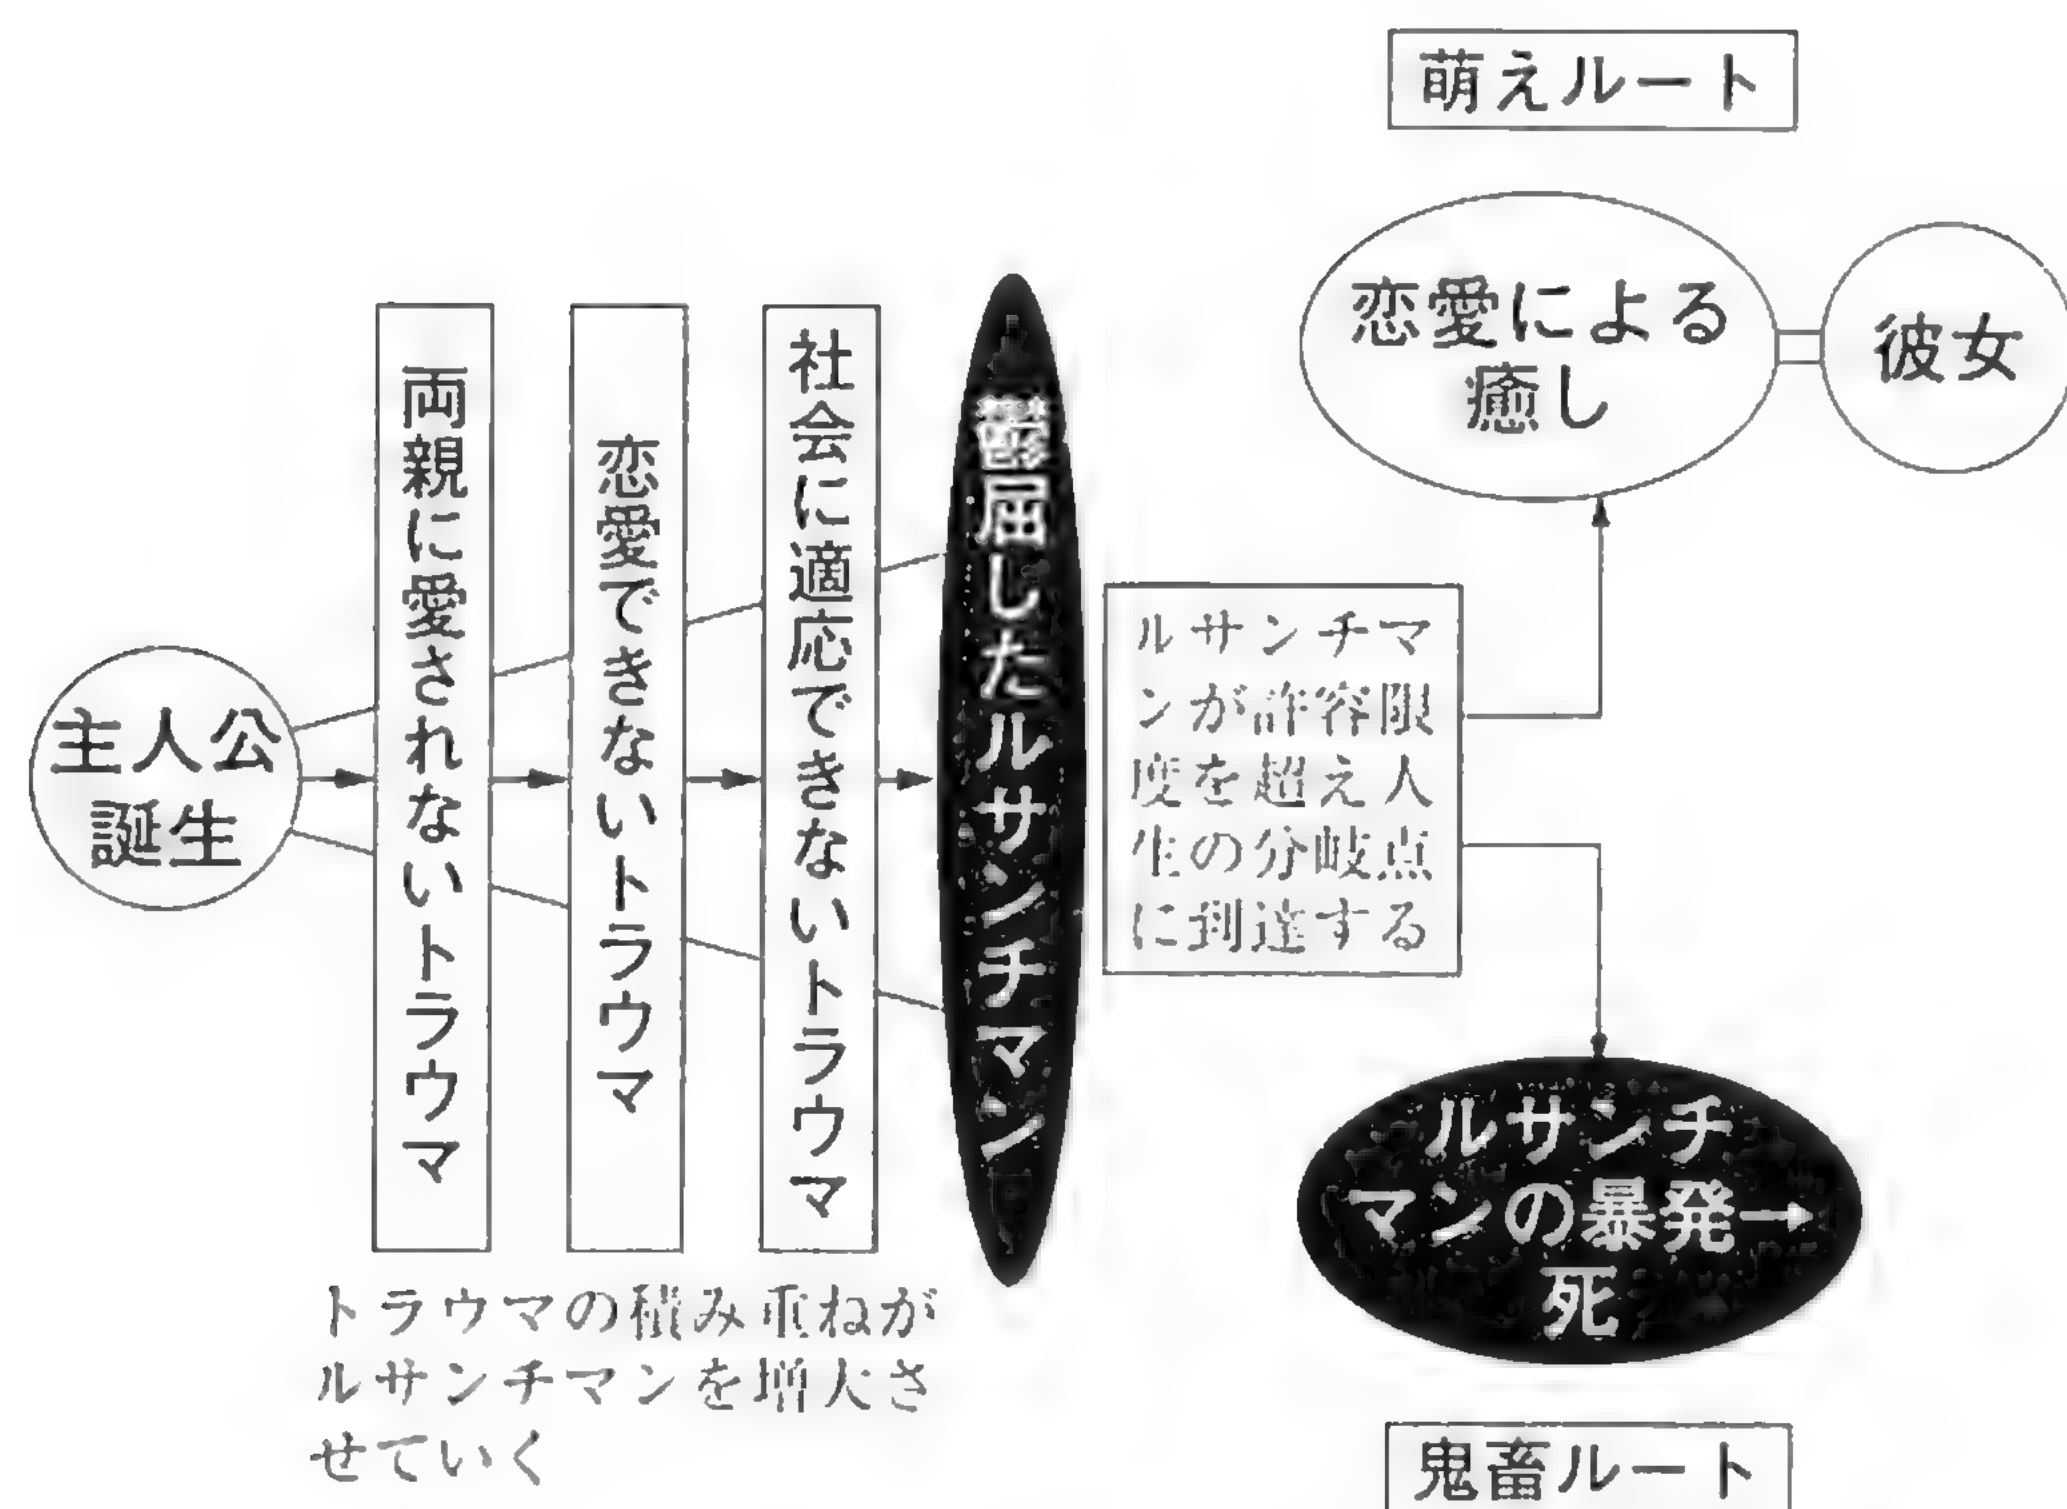 主人公
誕生
両親に愛されないトラウマ
恋愛できないトラウマ
社会に適応できないトラウマ
トラウマの積み重ねが
ルサンチマンを増大さ
せていく
鬱屈したルサンチマン
ルサンチマ
ンが許容限
度を超え人
生の分岐点
に到達する
萌えルート
恋愛による
癒し
彼女
ルサンチ
マンの暴発→
死
鬼畜ルート